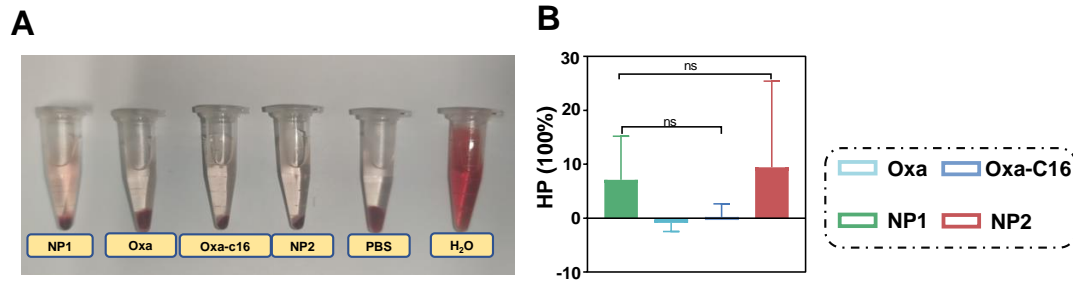 A
NP1
Oxa
Oxa-c16
NP2
PBS
H₂O
B
HP (100%)
30
20
10
0
-10
ns
ns
Oxa
Oxa-C16
NP1
NP2